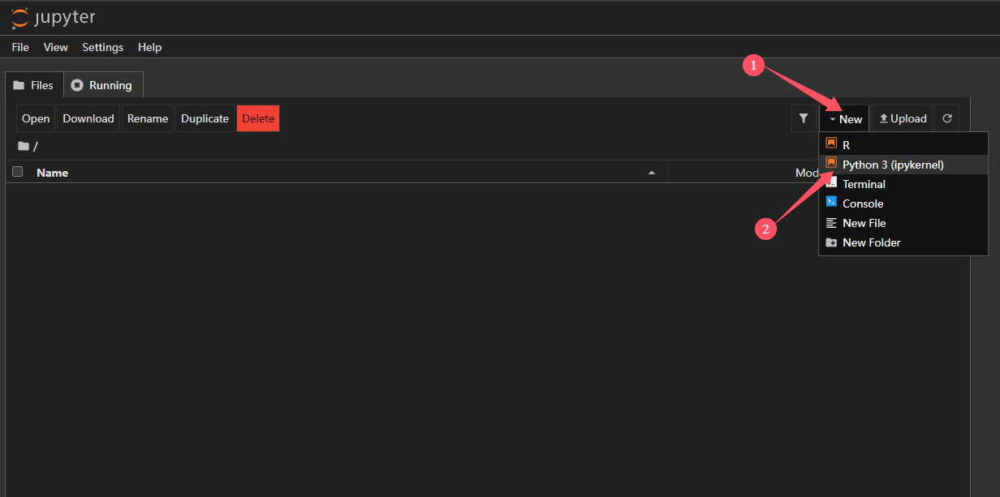 jupyter
File View Settings Help
1
Files Running
Open Download Rename Duplicate Delete New Upload
/
R
Name Mod
Python 3 (ipykernel)
Terminal
Console
2
New File
New Folder